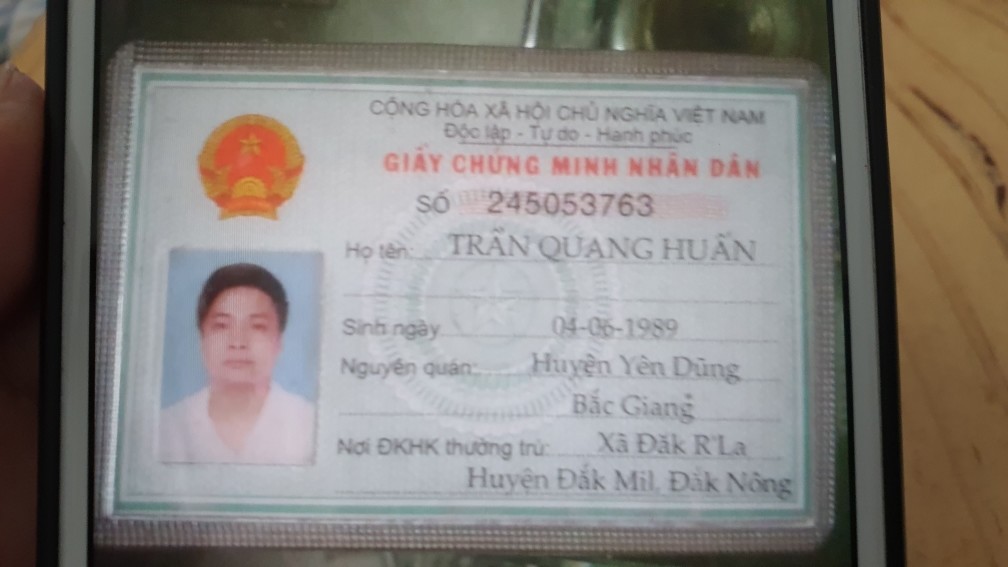 CỘNG HÒA XÃ HỘI CHỦ NGHĨA VIỆT NAM
Độc lập - Tự do - Hạnh phúc
GIẤY CHỨNG MINH NHÂN DÂN
SỐ 245053763
Họ tên: TRẦN QUANG HUẤN
Sinh ngày 04-06-1989
Nguyên quán: Huyện Yên Dũng
Bắc Giang
Nơi ĐKHK thường trú: Xã Đăk R'La
Huyện Đắk Mil, Đăk Nông